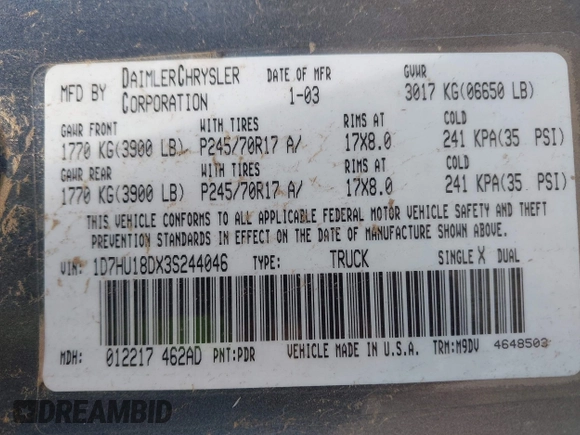 MFD BY DAIMLERCHRYSLER CORPORATION DATE OF MFR 1-03 GVWR 3017 KG(06650 LB)
GAWR FRONT WITH TIRES RIMS AT COLD
1770 KG(3900 LB) P245/70R17 A/ 17X8.0 241 KPA(35 PSI)
GAWR REAR WITH TIRES RIMS AT COLD
1770 KG(3900 LB) P245/70R17 A/ 17X8.0 241 KPA(35 PSI)
THIS VEHICLE CONFORMS TO ALL APPLICABLE FEDERAL MOTOR VEHICLE SAFETY AND THEFT
PREVENTION STANDARDS IN EFFECT ON THE DATE OF MANUFACTURE SHOWN ABOVE.
VIN: 1D7HU18DX3S244046 TYPE: TRUCK SINGLE X DUAL
MDH: 012217 462AD PNT:PDR VEHICLE MADE IN U.S.A. TRM:M9DV 4648503
DREAMBID